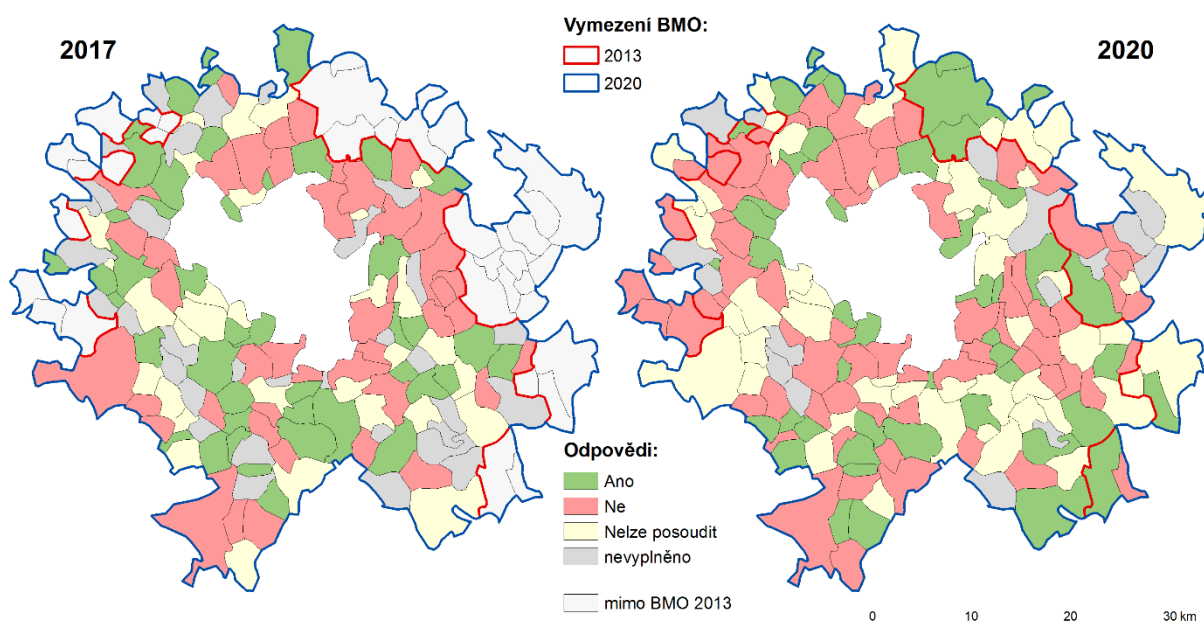 2017
Vymezení BMO:
2013
2020
2020
Odpovědi:
Ano
Ne
Nelze posoudit
nevyplněno
mimo BMO 2013
0 10 20 30 km